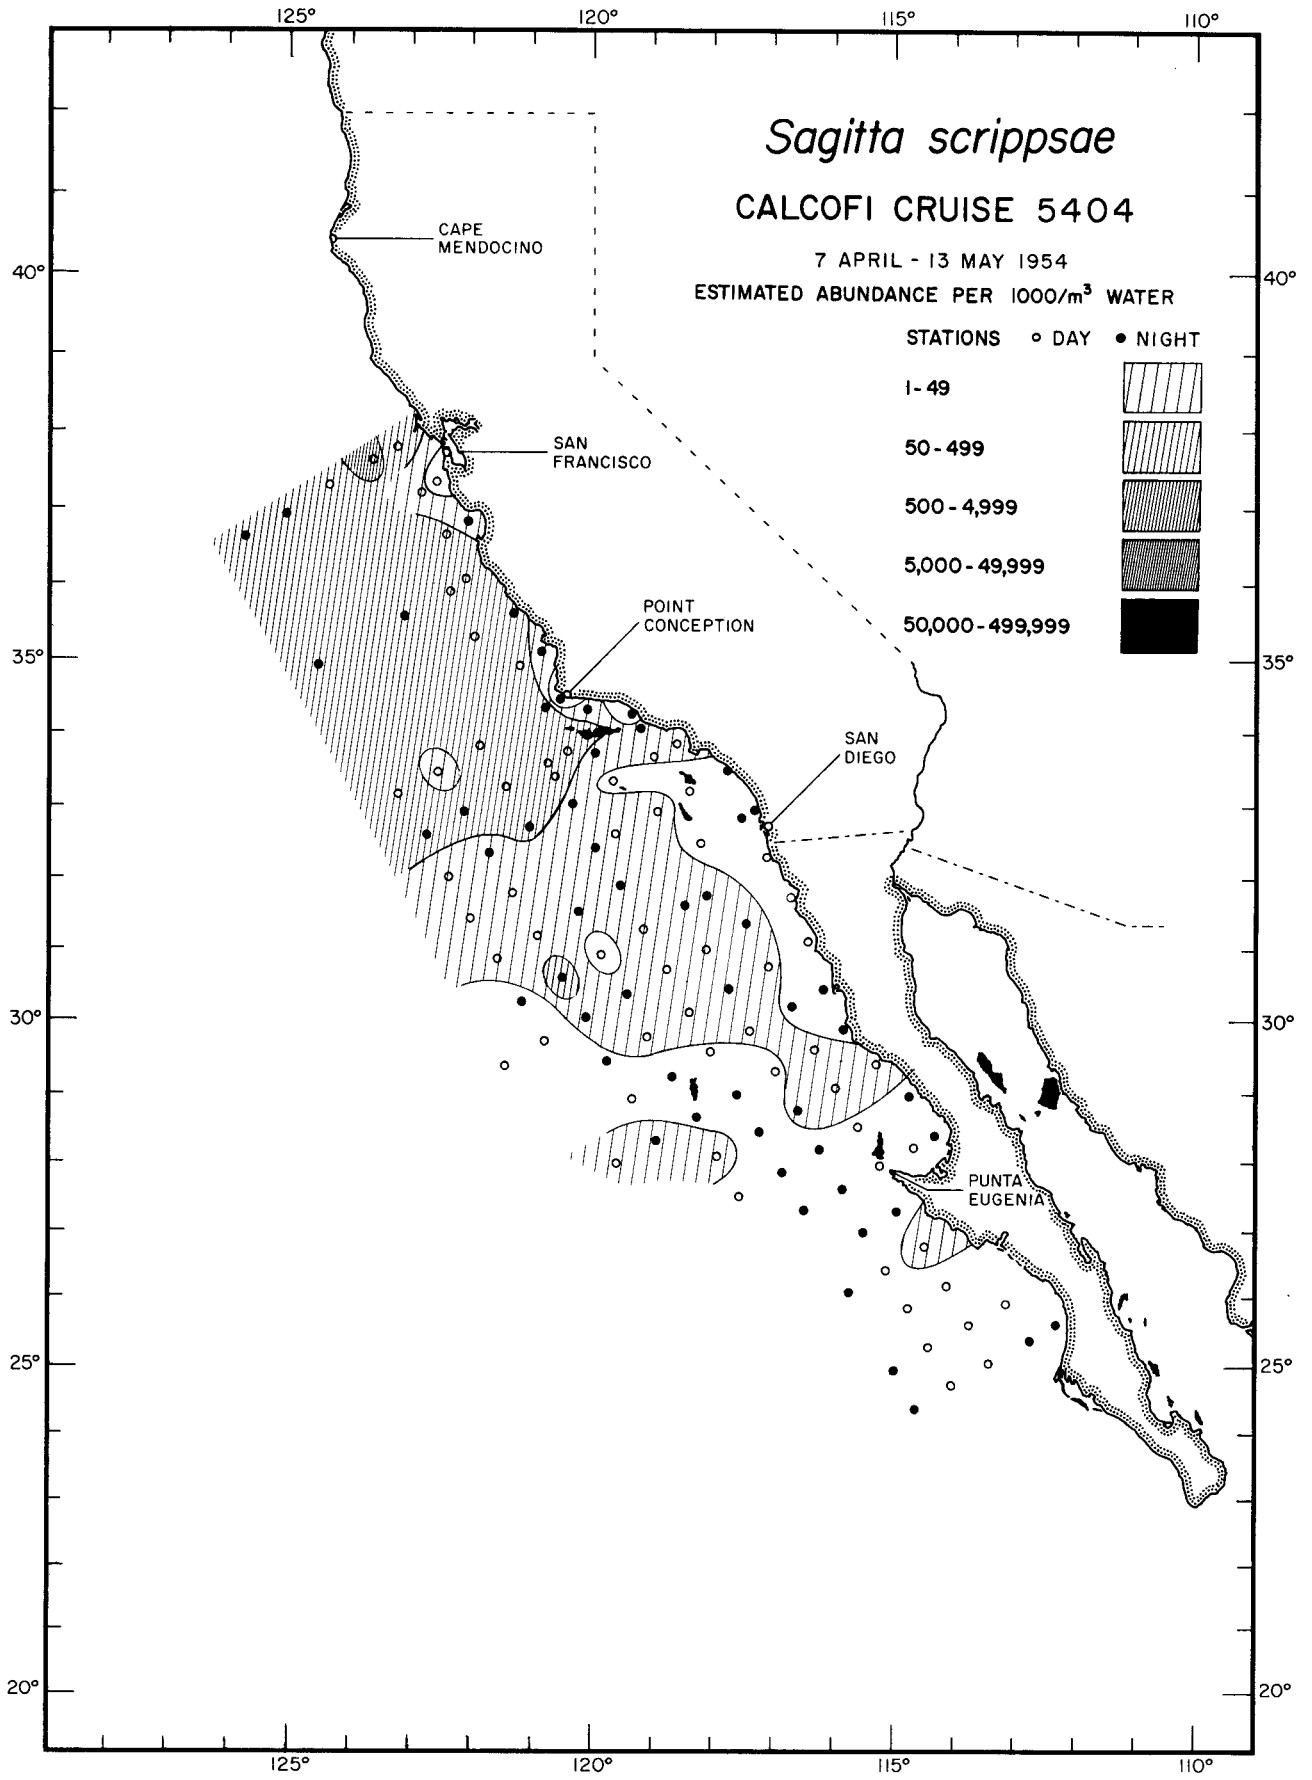 125° 120° 115° 110°
Sagitta scrippsae
CALCOFI CRUISE 5404
7 APRIL - 13 MAY 1954
ESTIMATED ABUNDANCE PER 1000/m³ WATER
STATIONS ○ DAY ● NIGHT
1-49
50-499
500-4,999
5,000-49,999
50,000-499,999
CAPE
MENDOCINO
40° 40°
SAN
FRANCISCO
POINT
CONCEPTION
35° 35°
SAN
DIEGO
30° 30°
PUNTA
EUGENIA
25° 25°
20° 20°
125° 120° 115° 110°